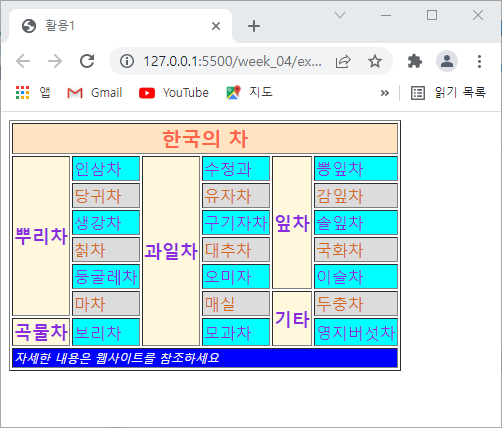 활용1
127.0.0.1:5500/week_04/ex...
앱 Gmail YouTube 지도 » 읽기 목록
한국의 차
뿌리차 인삼차 과일차 수정과 잎차 뽕잎차
당귀차 유자차 감잎차
생강차 구기자차 솔잎차
칡차 대추차 국화차
둥굴레차 오미자 이슬차
마차 매실 기타 두충차
곡물차 보리차 모과차 영지버섯차
자세한 내용은 웹사이트를 참조하세요